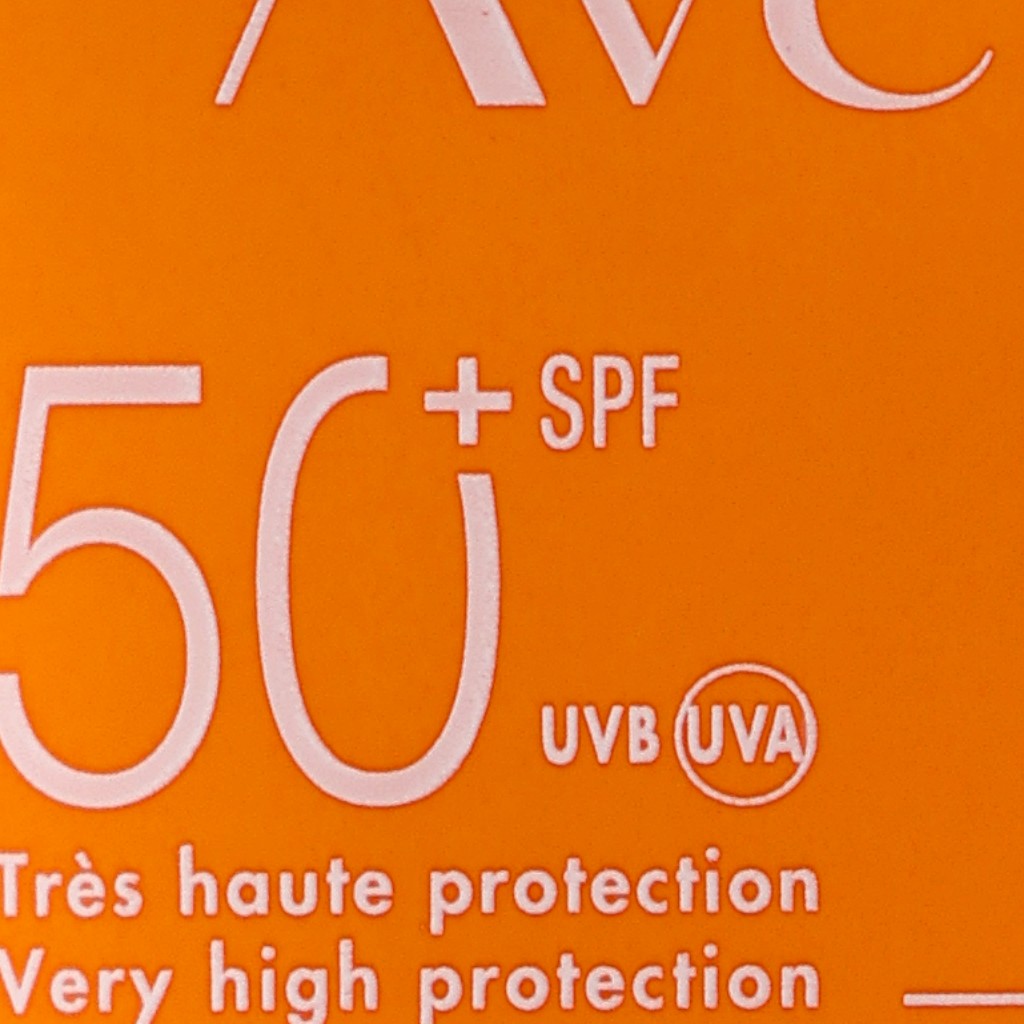 50+ SPF
UVB UVA
Très haute protection
Very high protection